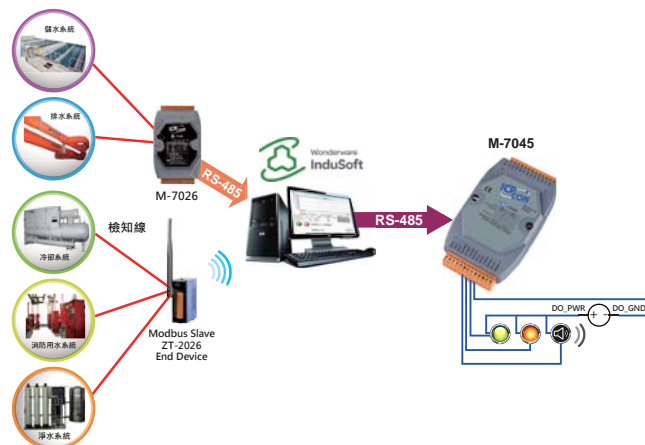 儲水系統
排水系統
M-7026
RS-485
Wonderware
InduSoft
RS-485
M-7045
ICP
CON
檢知線
冷卻系統
消防用水系統
淨水系統
Modbus Slave
ZT-2026
End Device
DO_PWR
+ -
DO_GND